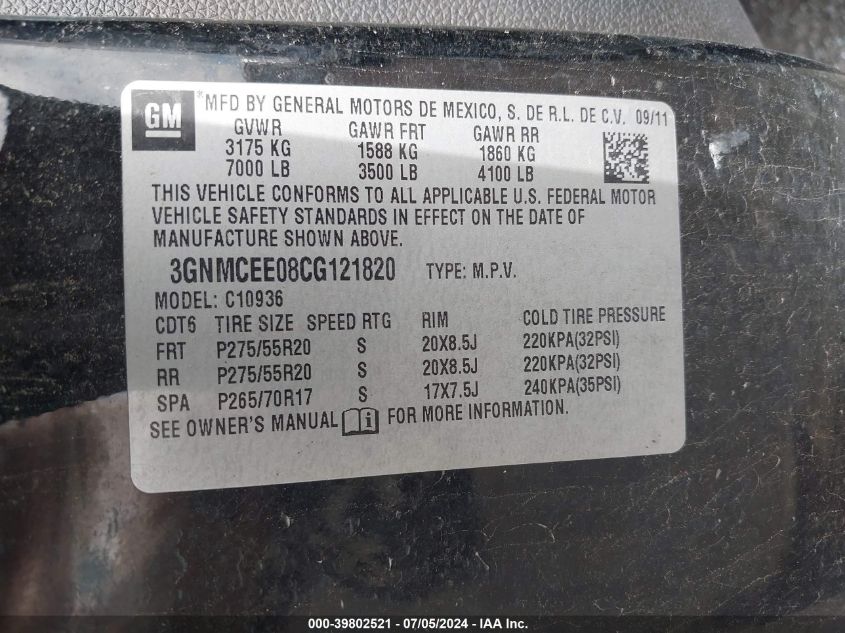 GM
*MFD BY GENERAL MOTORS DE MEXICO, S. DE R.L. DE C.V. 09/11
GVWR GAWR FRT GAWR RR
3175 KG 1588 KG 1860 KG
7000 LB 3500 LB 4100 LB
THIS VEHICLE CONFORMS TO ALL APPLICABLE U.S. FEDERAL MOTOR
VEHICLE SAFETY STANDARDS IN EFFECT ON THE DATE OF
MANUFACTURE SHOWN ABOVE.
3GNMCEE08CG121820 TYPE: M.P.V.
MODEL: C10936
CDT6 TIRE SIZE SPEED RTG RIM COLD TIRE PRESSURE
FRT P275/55R20 S 20X8.5J 220KPA(32PSI)
RR P275/55R20 S 20X8.5J 220KPA(32PSI)
SPA P265/70R17 S 17X7.5J 240KPA(35PSI)
SEE OWNER'S MANUAL i FOR MORE INFORMATION.
000-39802521 - 07/05/2024 - IAA Inc.